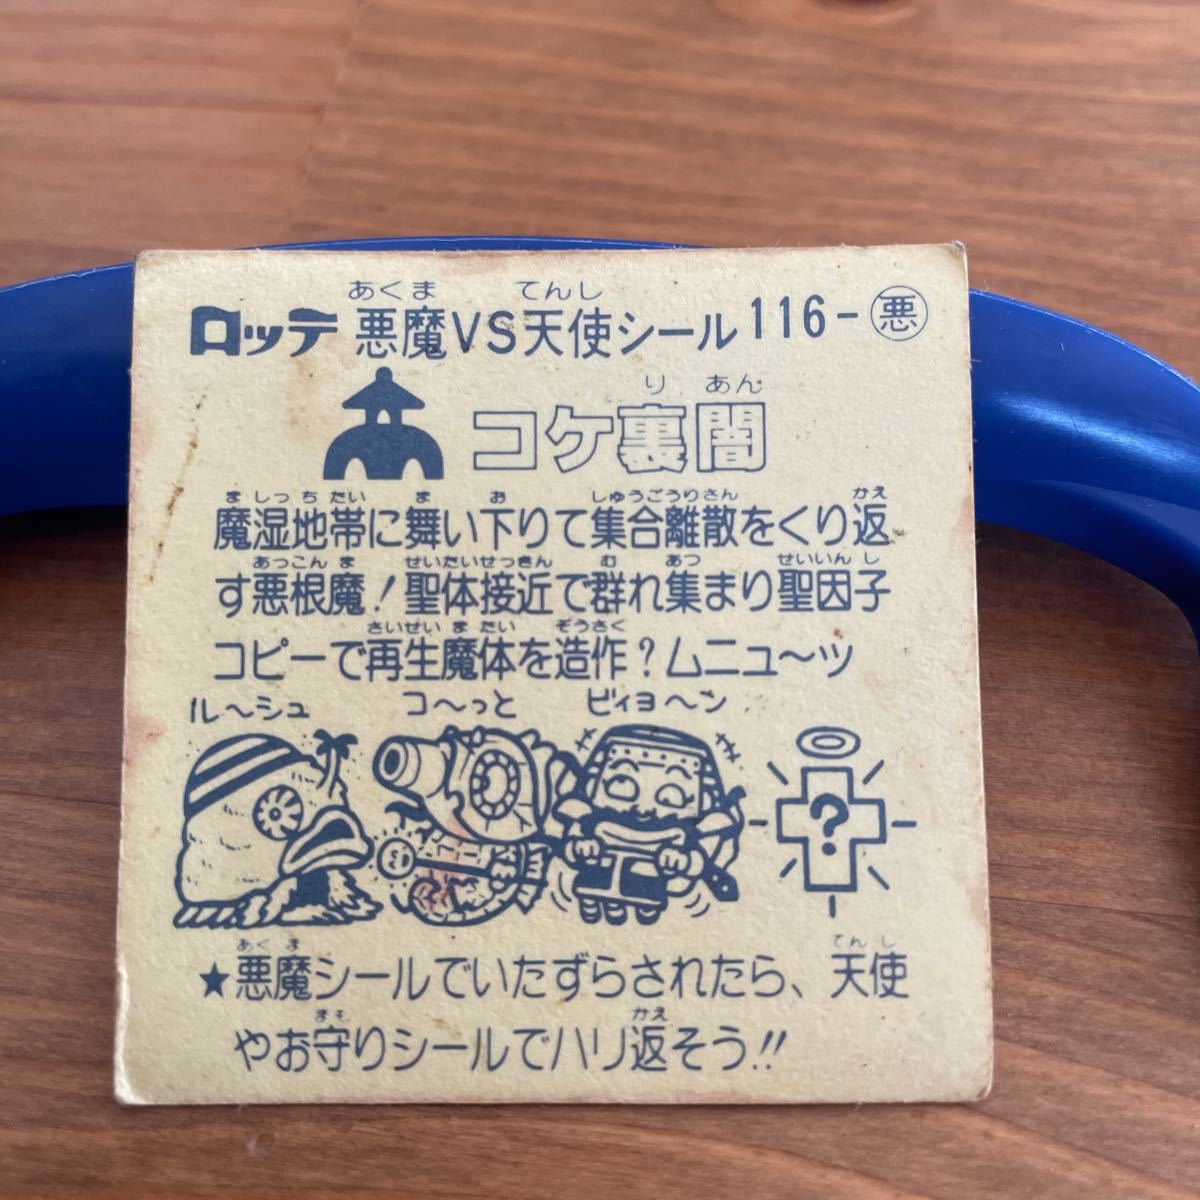 あくま てんし
ロッテ 悪魔VS天使シール 116-悪
り あん
コケ裏闇
ま しっ ち たい ま お しゅうごうりさん かえ
魔湿地帯に舞い下りて集合離散をくり返
あっこん ま せいたいせっきん む あつ せいいん し
す悪根魔！聖体接近で群れ集まり聖因子
さいせい ま たい ぞうさく
コピーで再生魔体を造作？ムニュ〜ツ
ル〜シュ コ〜っと ビィヨ〜ン
?
あく ま てん し
★悪魔シールでいたずらされたら、天使
まも かえ
やお守りシールでハリ返そう!!